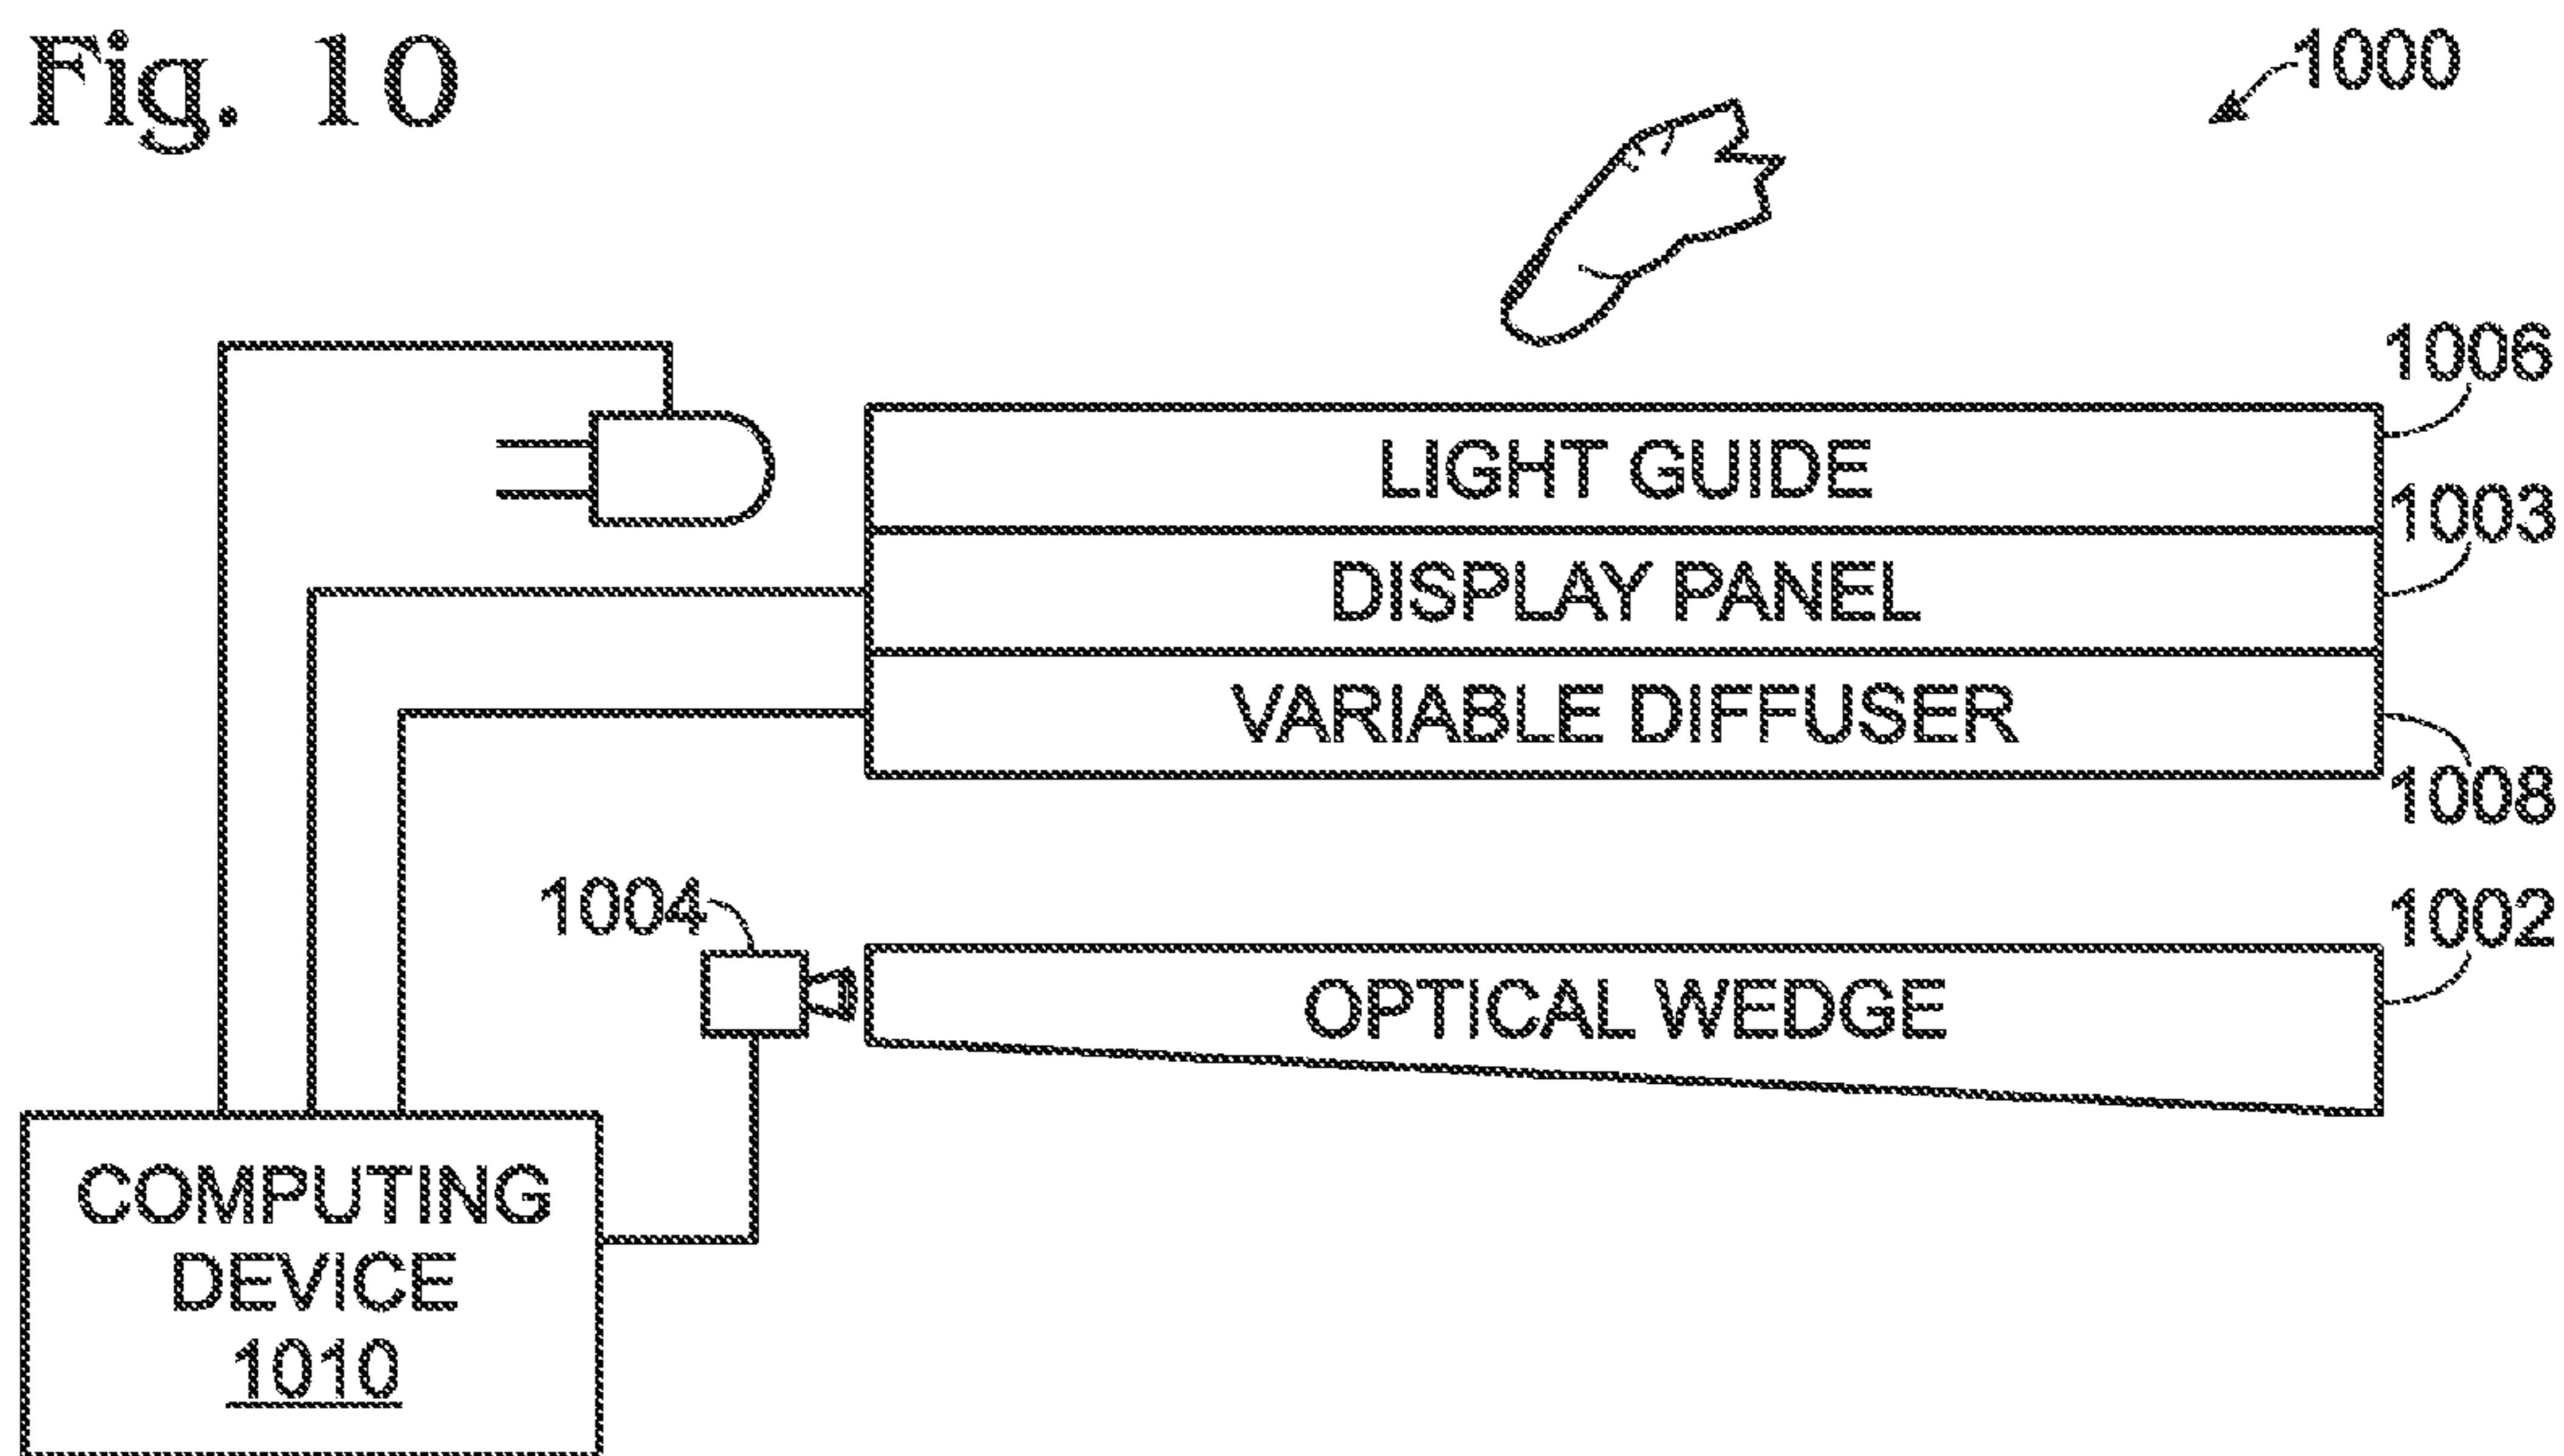 Fig. 10
1000
1006
LIGHT GUIDE
1003
DISPLAY PANEL
VARIABLE DIFFUSER
1008
1004
1002
OPTICAL WEDGE
COMPUTING
DEVICE
1010